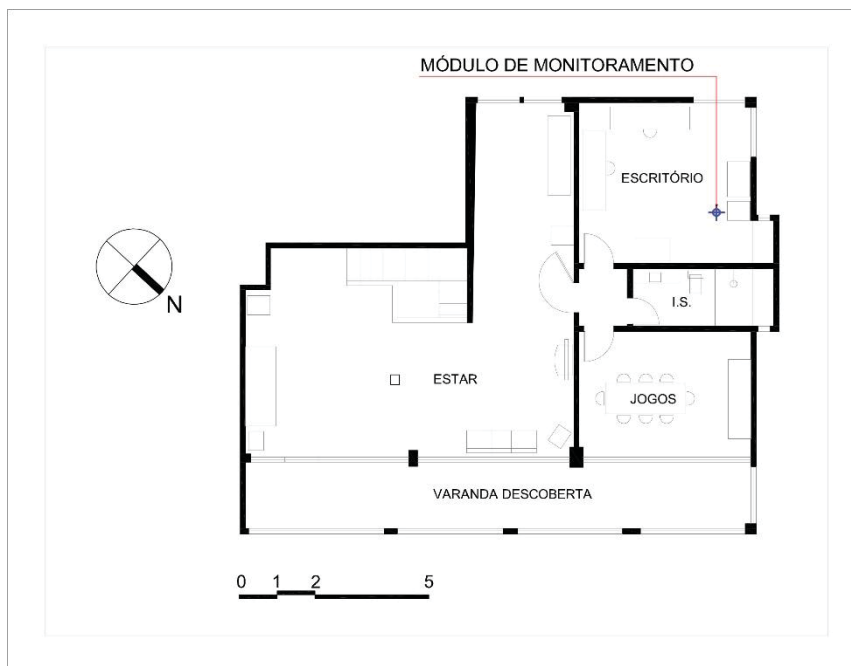 MÓDULO DE MONITORAMENTO
ESCRITÓRIO
N
I.S.
ESTAR
JOGOS
VARANDA DESCOBERTA
0 1 2 5